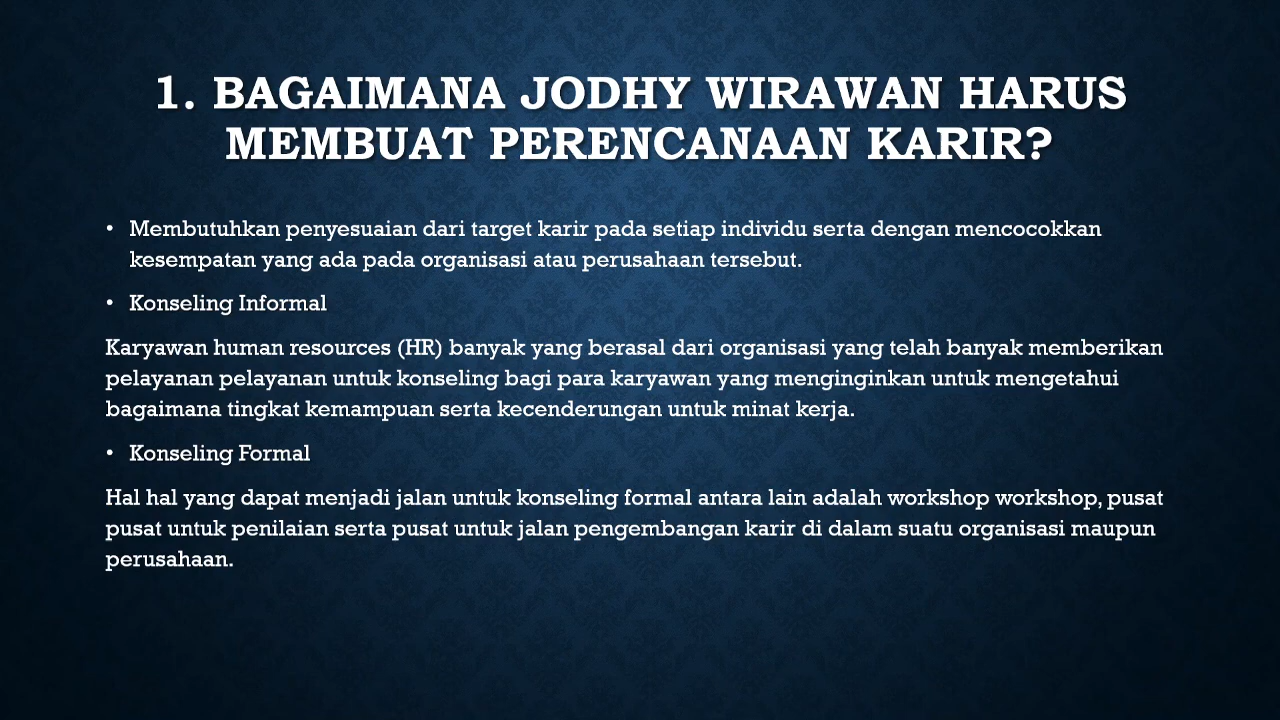 1. BAGAIMANA JODHY WIRAWAN HARUS
MEMBUAT PERENCANAAN KARIR?
• Membutuhkan penyesuaian dari target karir pada setiap individu serta dengan mencocokkan
kesempatan yang ada pada organisasi atau perusahaan tersebut.
• Konseling Informal
Karyawan human resources (HR) banyak yang berasal dari organisasi yang telah banyak memberikan
pelayanan pelayanan untuk konseling bagi para karyawan yang menginginkan untuk mengetahui
bagaimana tingkat kemampuan serta kecenderungan untuk minat kerja.
• Konseling Formal
Hal hal yang dapat menjadi jalan untuk konseling formal antara lain adalah workshop workshop, pusat
pusat untuk penilaian serta pusat untuk jalan pengembangan karir di dalam suatu organisasi maupun
perusahaan.